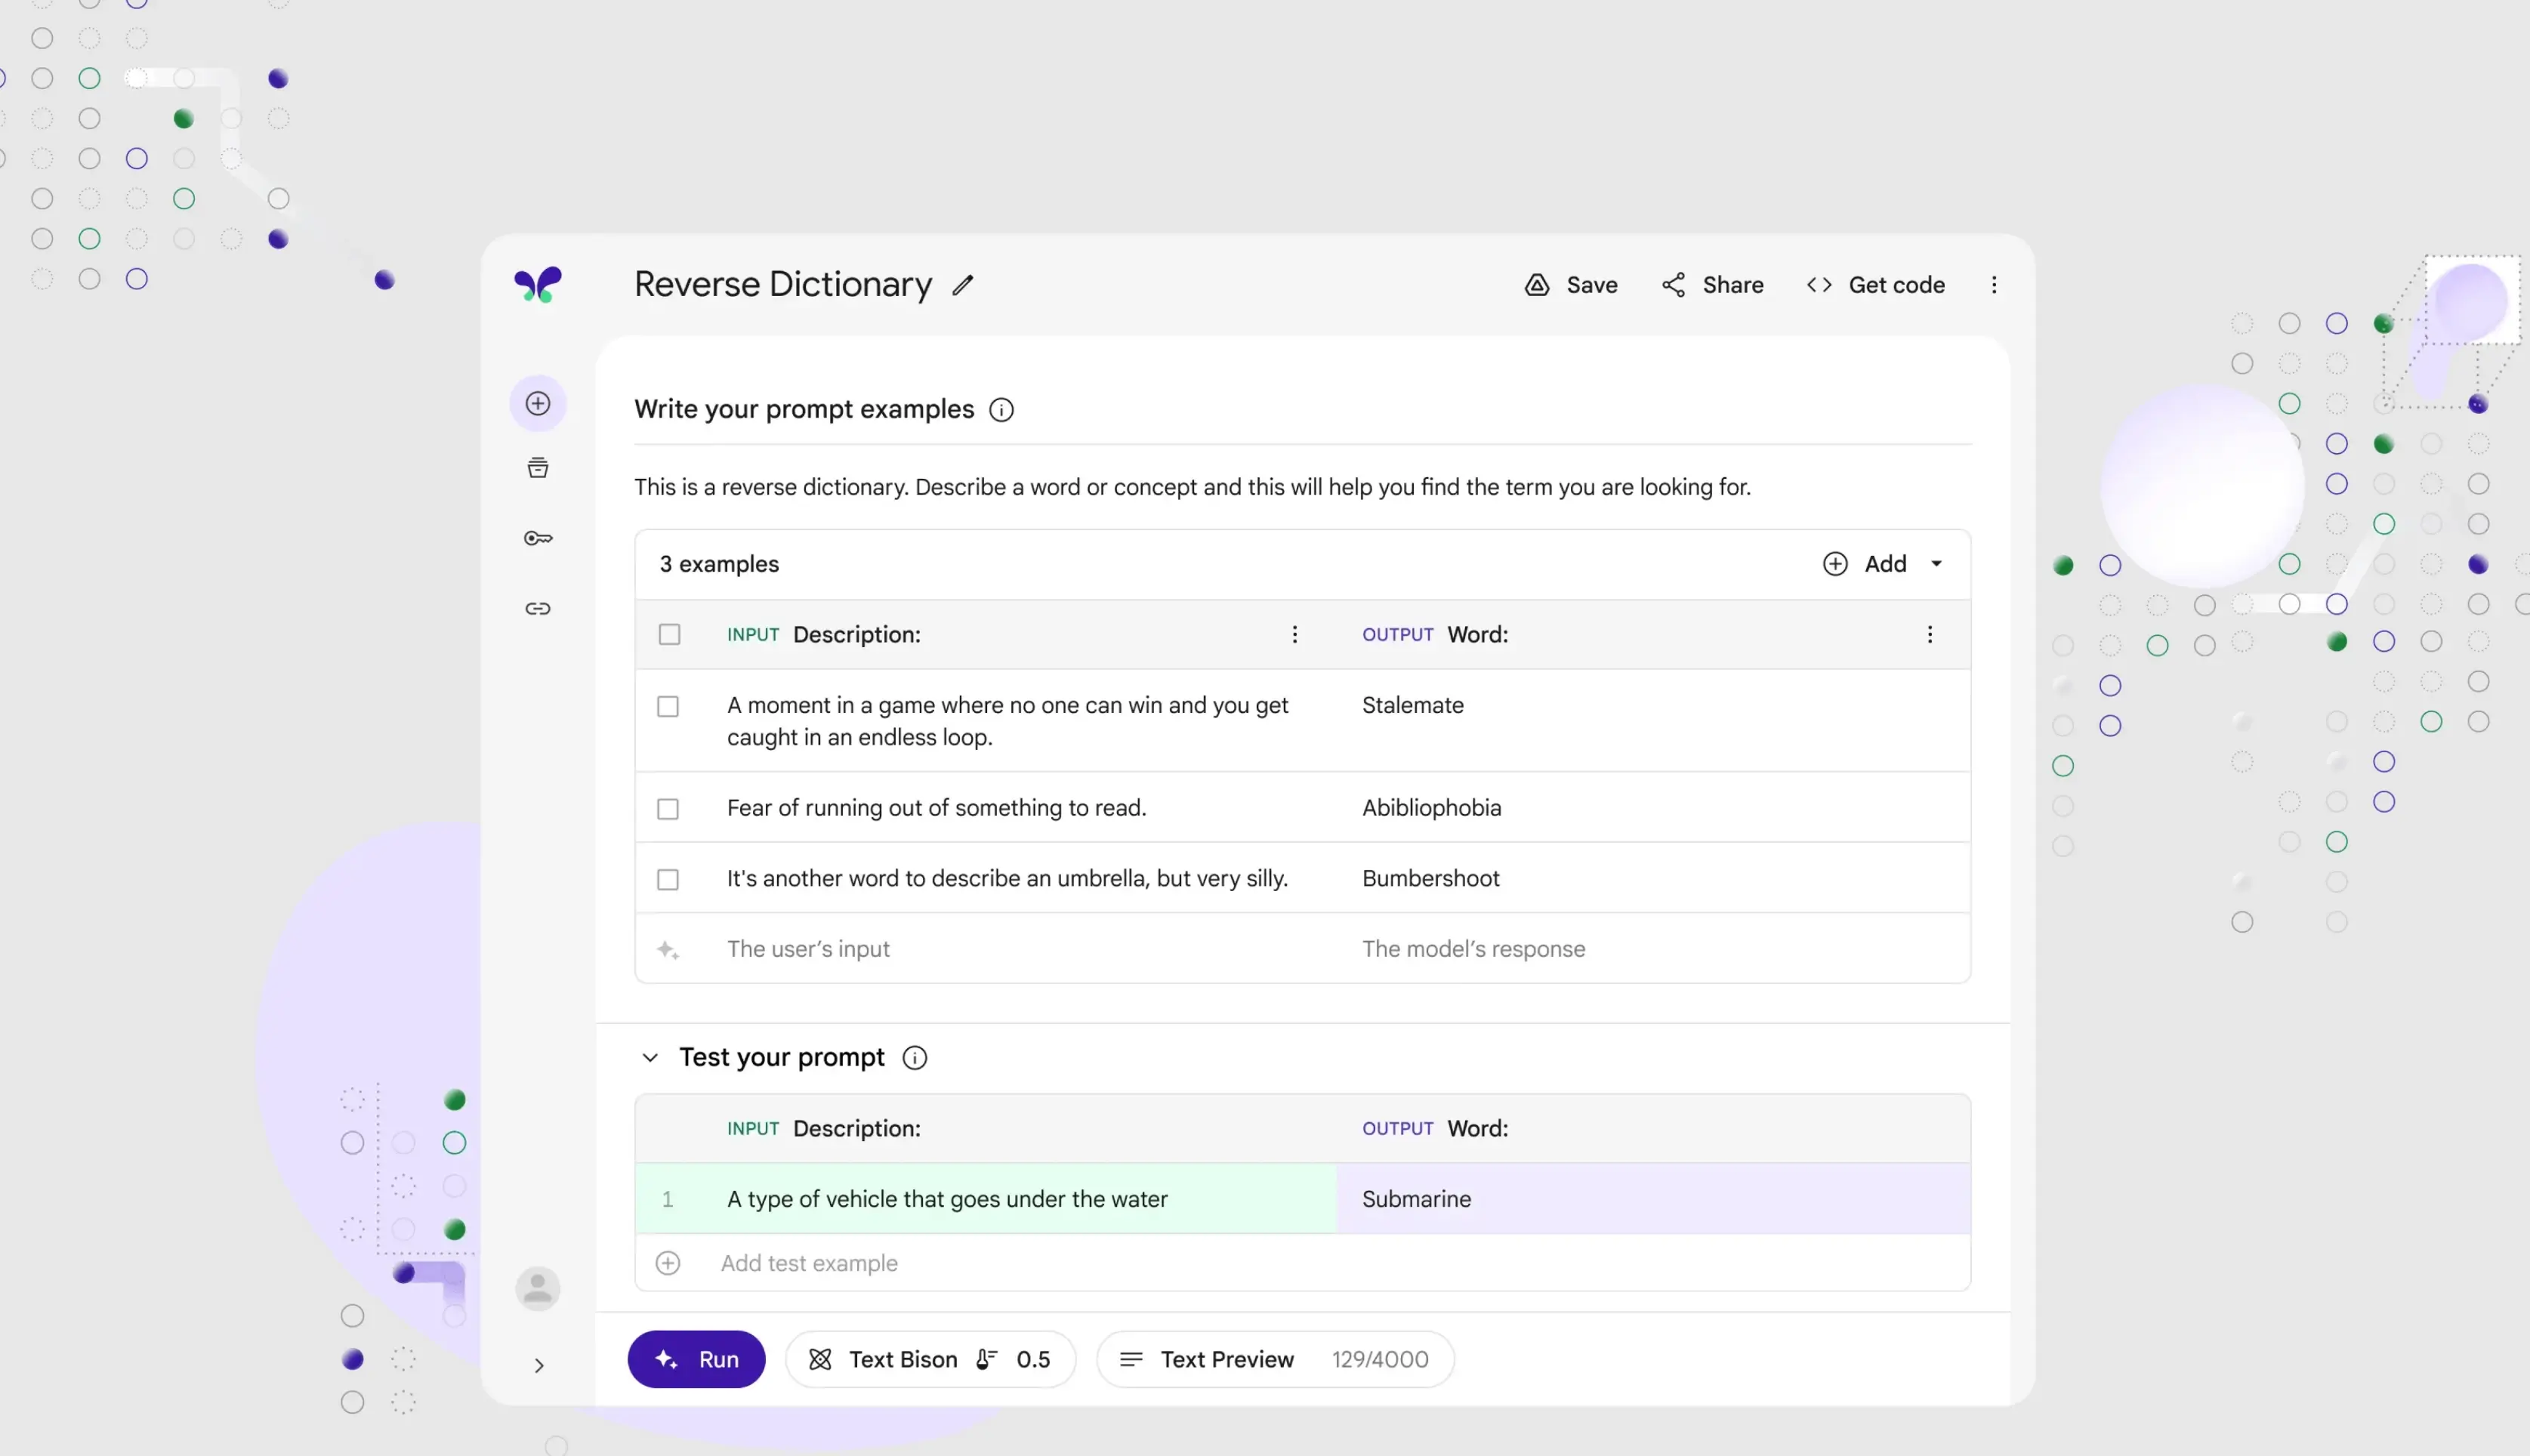 Reverse Dictionary
Save
Share
Get code
Write your prompt examples
This is a reverse dictionary. Describe a word or concept and this will help you find the term you are looking for.
3 examples
Add
INPUT Description:
OUTPUT Word:
A moment in a game where no one can win and you get
caught in an endless loop.
Stalemate
Fear of running out of something to read.
Abibliophobia
It's another word to describe an umbrella, but very silly.
Bumbershoot
The user’s input
The model’s response
Test your prompt
INPUT Description:
OUTPUT Word:
1
A type of vehicle that goes under the water
Submarine
Add test example
Run
Text Bison
0.5
Text Preview
129/4000